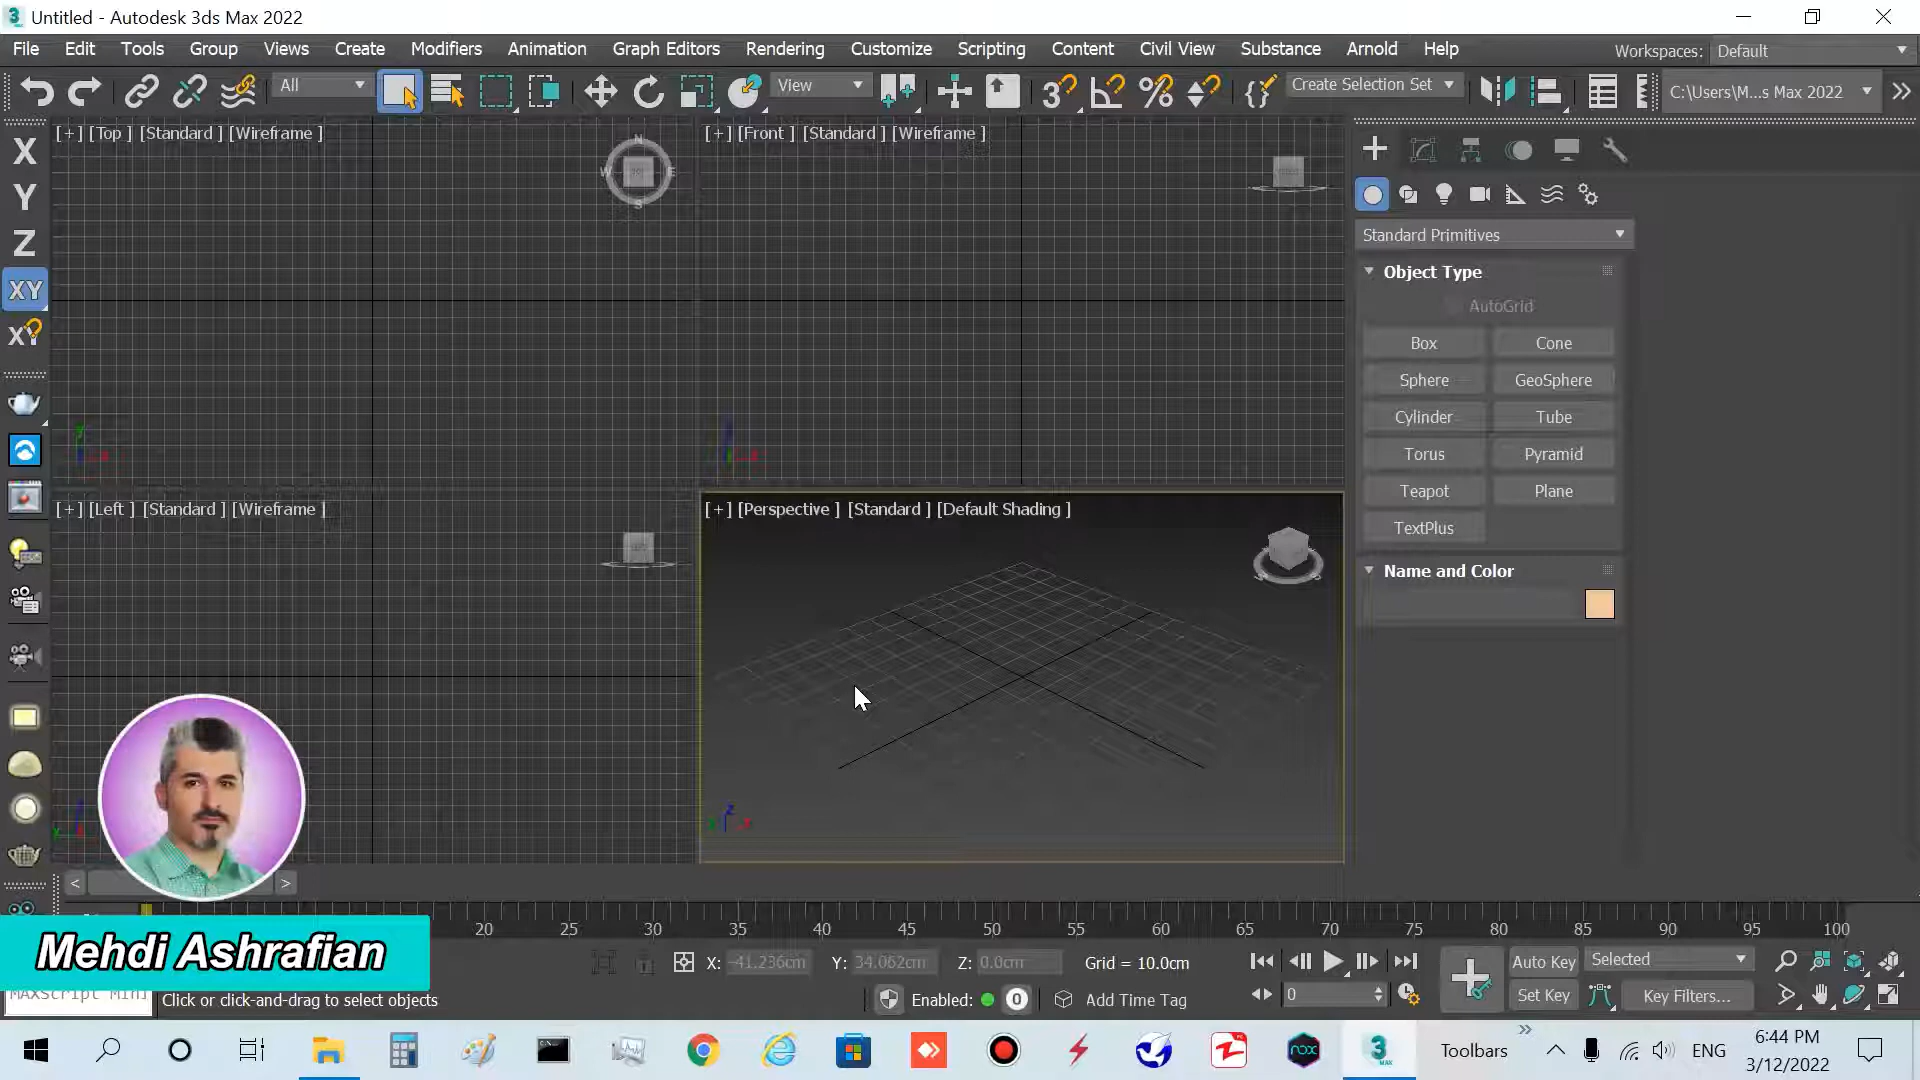 Untitled - Autodesk 3ds Max 2022
File Edit Tools Group Views Create Modifiers Animation Graph Editors Rendering Customize Scripting Content Civil View Substance Arnold Help Workspaces: Default
All View 3 Create Selection Set C:\Users\M...s Max 2022
[+] [Top ] [Standard ] [Wireframe ]
[+] [Front ] [Standard ] [Wireframe ]
N
W E
S
X
Y
Z
XY
XY
Standard Primitives
Object Type
AutoGrid
Box Cone
Sphere GeoSphere
Cylinder Tube
Torus Pyramid
Teapot Plane
TextPlus
Name and Color
[+] [Left ] [Standard ] [Wireframe ]
[+] [Perspective ] [Standard ] [Default Shading ]
< >
20 25 30 35 40 45 50 55 60 65 70 75 80 85 90 95 100
Mehdi Ashrafian
X: -41.236cm Y: 34.062cm Z: 0.0cm Grid = 10.0cm
Auto Key Selected
MAXScript Mini
Click or click-and-drag to select objects
Enabled: 0 Add Time Tag
0
Set Key Key Filters...
nox
3
MAX
Toolbars
ENG
6:44 PM
3/12/2022